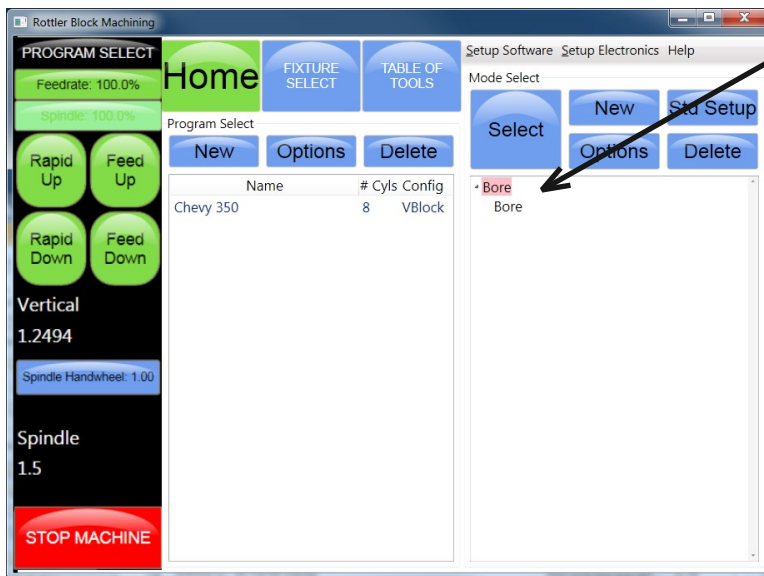 Rottler Block Machining
PROGRAM SELECT
Feedrate: 100.0%
Spindle: 100.0%
Rapid Up
Feed Up
Rapid Down
Feed Down
Vertical
1.2494
Spindle Handwheel: 1.00
Spindle
1.5
STOP MACHINE
Home
FIXTURE SELECT
TABLE OF TOOLS
Program Select
New Options Delete
Name # Cyls Config
Chevy 350 8 VBlock
Setup Software Setup Electronics Help
Mode Select
Select
New Std Setup
Options Delete
Bore
Bore